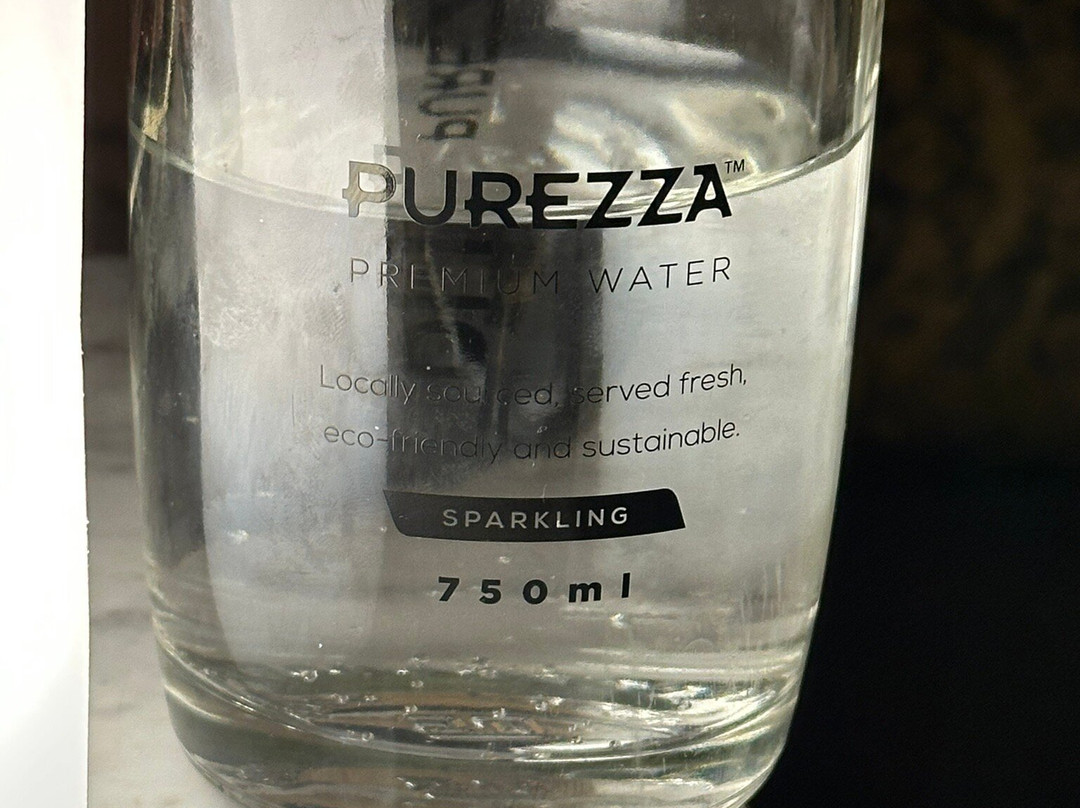 PUREZZA™
PREMIUM WATER
Locally sourced, served fresh,
eco-friendly and sustainable.
SPARKLING
750ml